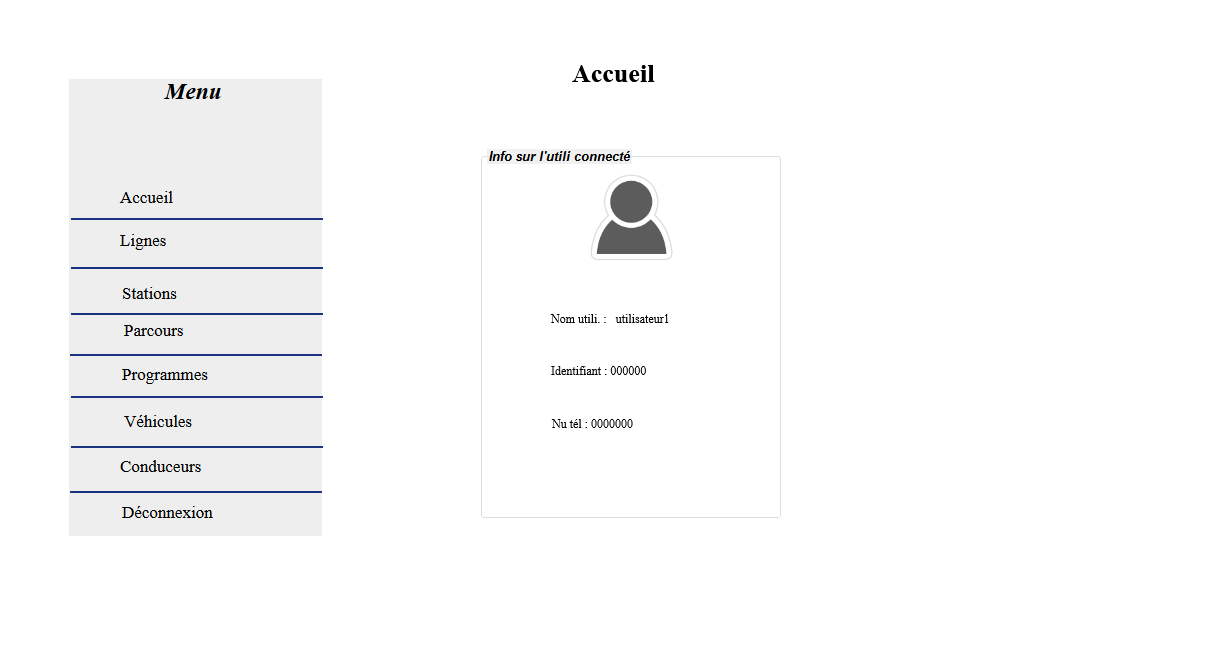 Accueil
Menu
Info sur l'utili connecté
Accueil
Lignes
Stations
Parcours
Programmes
Véhicules
Conduceurs
Déconnexion
Nom utili. : utilisateur1
Identifiant : 000000
Nu tél : 0000000